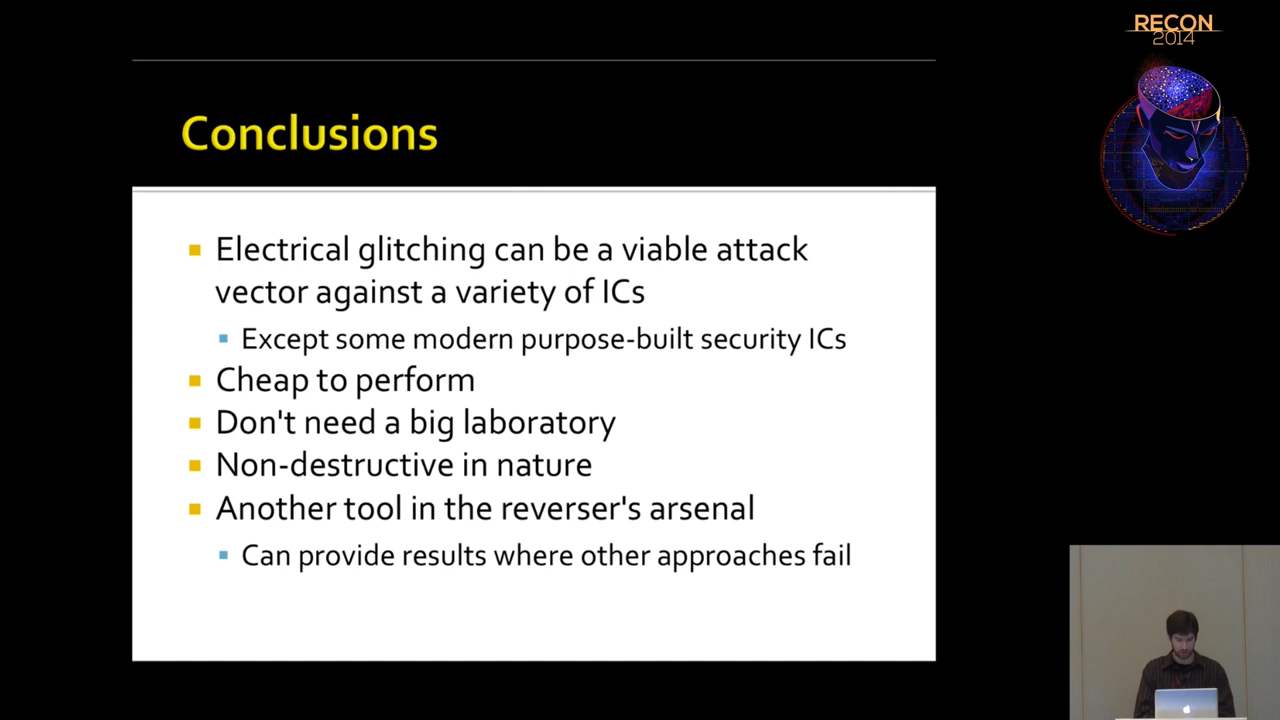 RECON
2014
Conclusions
Electrical glitching can be a viable attack
vector against a variety of ICs
Except some modern purpose-built security ICs
Cheap to perform
Don't need a big laboratory
Non-destructive in nature
Another tool in the reverser's arsenal
Can provide results where other approaches fail